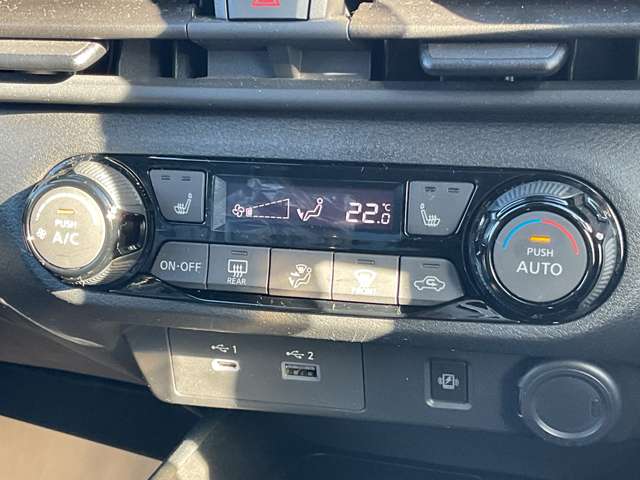 PUSH
A/C
22.0
°C
PUSH
AUTO
ON·OFF
REAR
FRONT
1
2